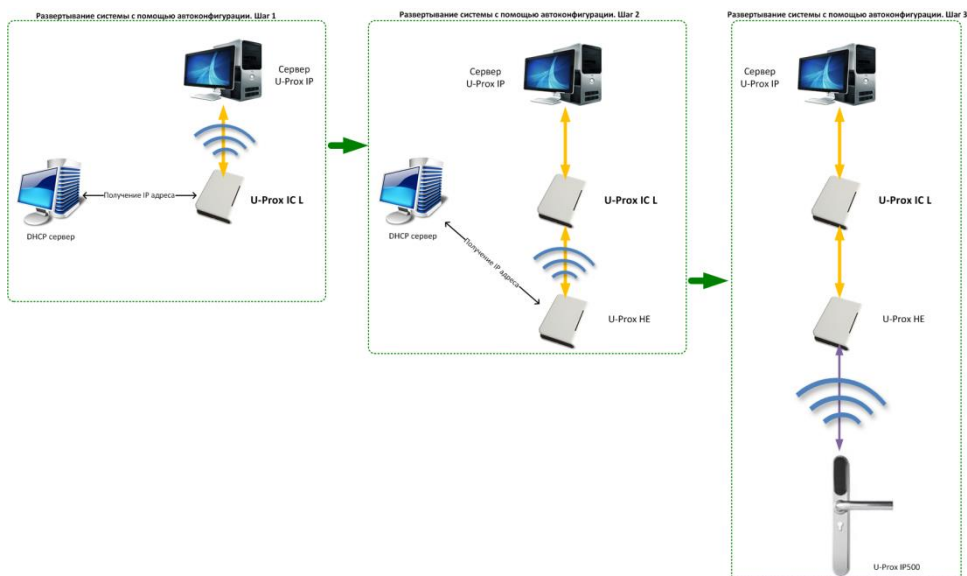 Развертывание системы с помощью автоконфигурации. Шаг 1
Сервер
U-Prox IP
Получение IP адреса
U-Prox IC L
DHCP сервер
Развертывание системы с помощью автоконфигурации. Шаг 2
Сервер
U-Prox IP
U-Prox IC L
DHCP сервер
Получение IP адреса
U-Prox HE
Развертывание системы с помощью автоконфигурации. Шаг 3
Сервер
U-Prox IP
U-Prox IC L
U-Prox HE
U-Prox IP500